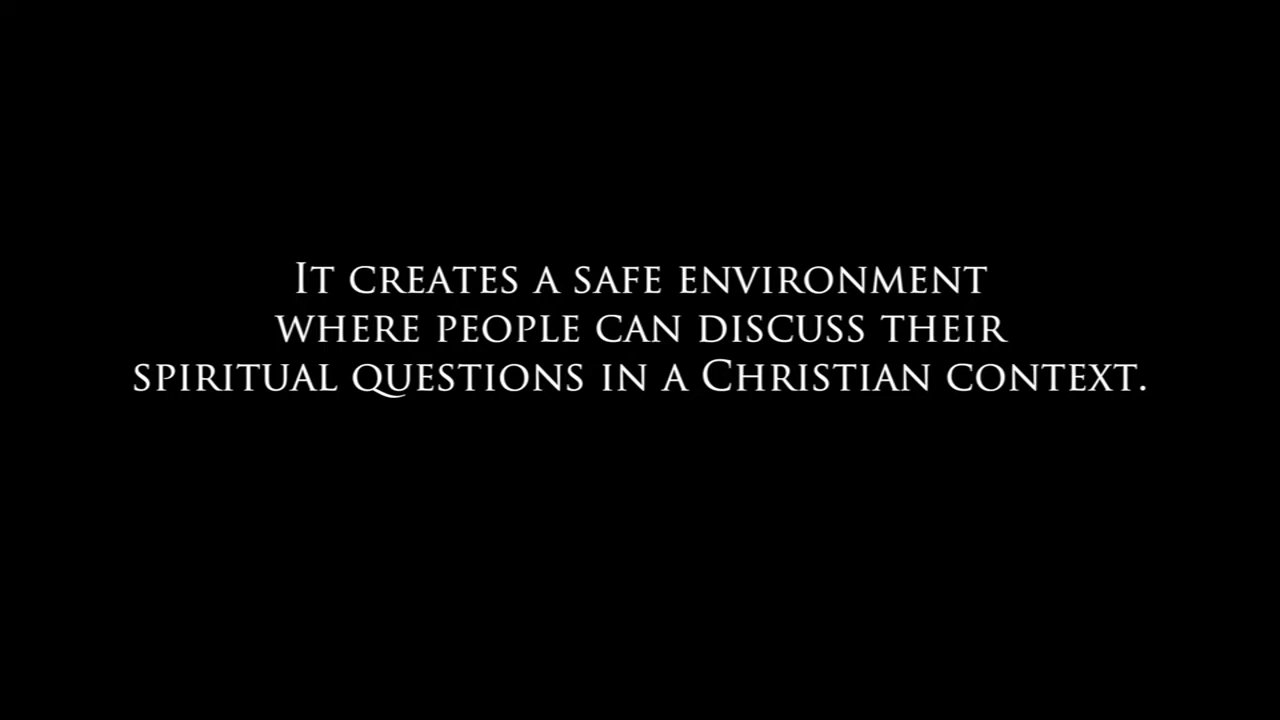 It creates a safe environment
where people can discuss their
spiritual questions in a Christian context.